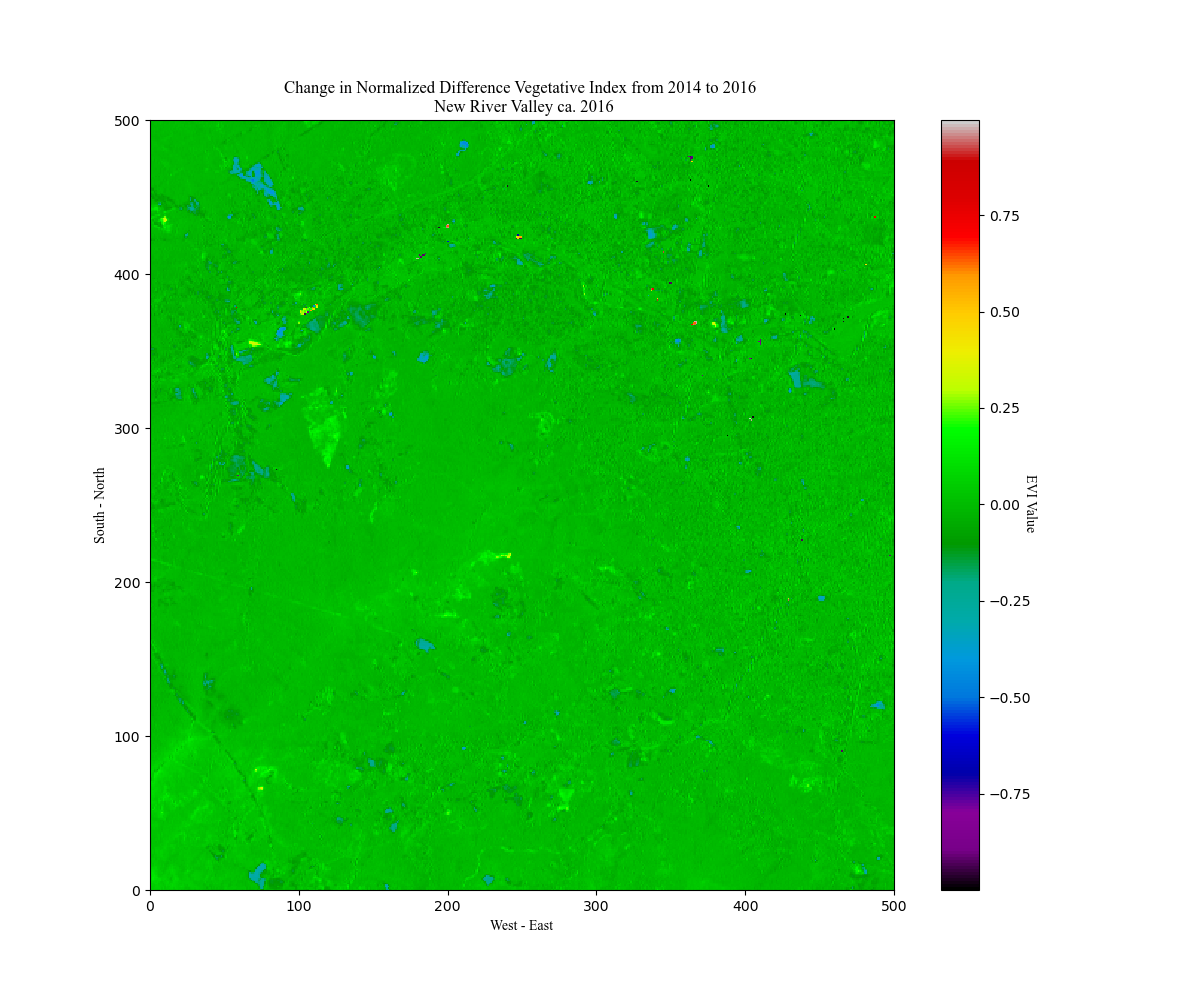 Change in Normalized Difference Vegetative Index from 2014 to 2016
New River Valley ca. 2016
500
400
300
200
100
0
South - North
0 100 200 300 400 500
West - East
0.75
0.50
0.25
0.00
−0.25
−0.50
−0.75
EVI Value